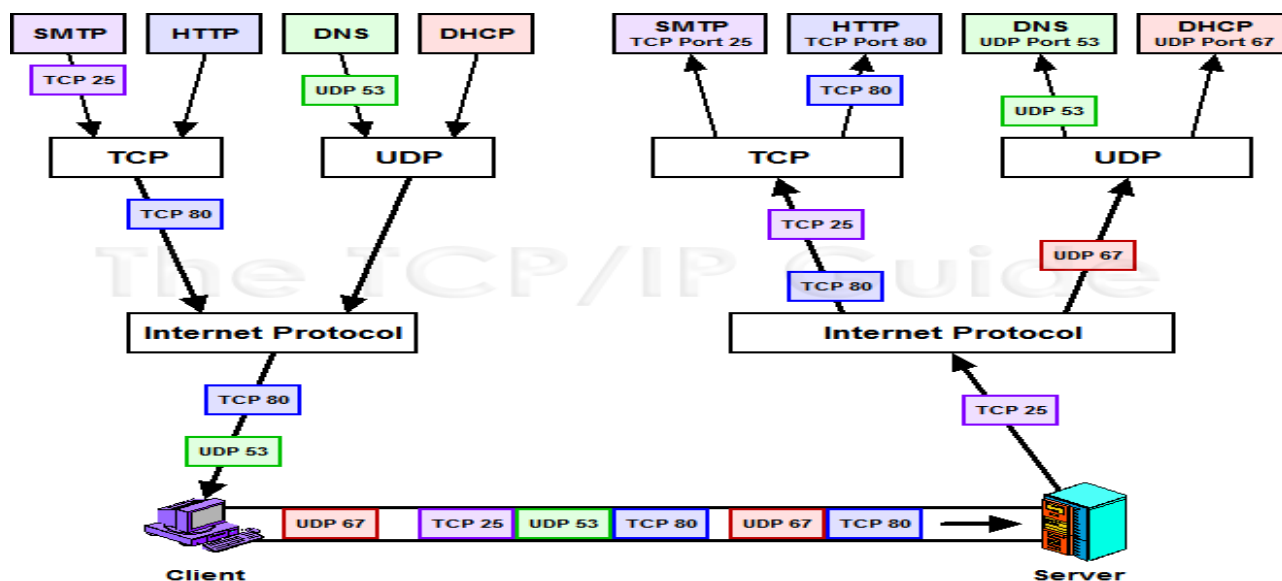 SMTP
HTTP
DNS
DHCP
SMTP
TCP Port 25
HTTP
TCP Port 80
DNS
UDP Port 53
DHCP
UDP Port 67
TCP 25
UDP 53
TCP 80
UDP 53
TCP
UDP
TCP
UDP
TCP 80
TCP 25
UDP 67
TCP 80
The TCP/IP Guide
Internet Protocol
Internet Protocol
TCP 80
UDP 53
TCP 25
UDP 67
TCP 25
UDP 53
TCP 80
UDP 67
TCP 80
Client
Server